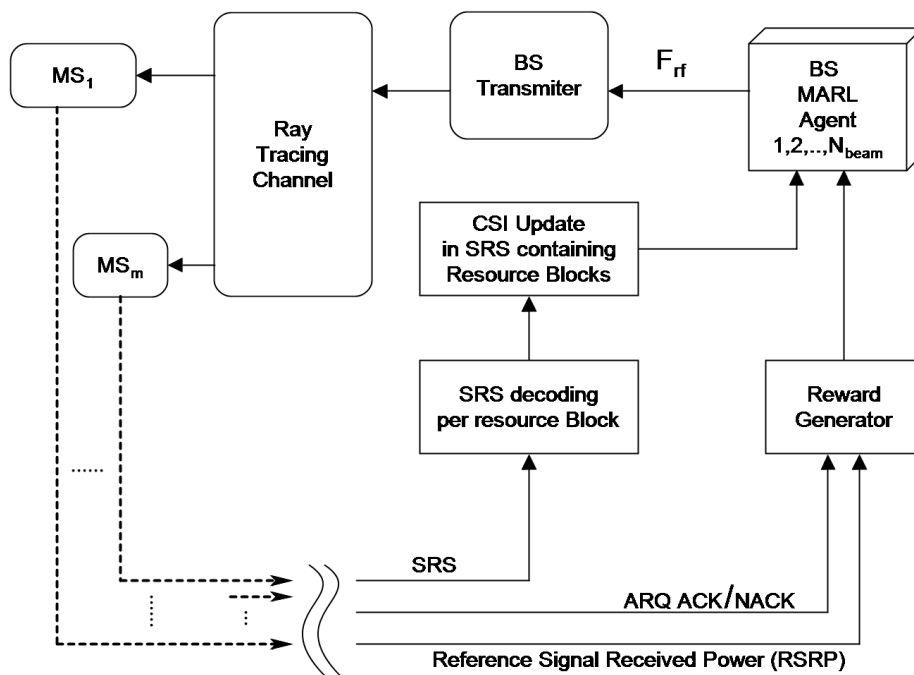 MS1
BS
Transmiter
Frf
BS
MARL
Agent
1,2,..,Nbeam
Ray
Tracing
Channel
MSm
CSI Update
in SRS containing
Resource Blocks
SRS decoding
per resource Block
Reward
Generator
SRS
ARQ ACK/NACK
Reference Signal Received Power (RSRP)